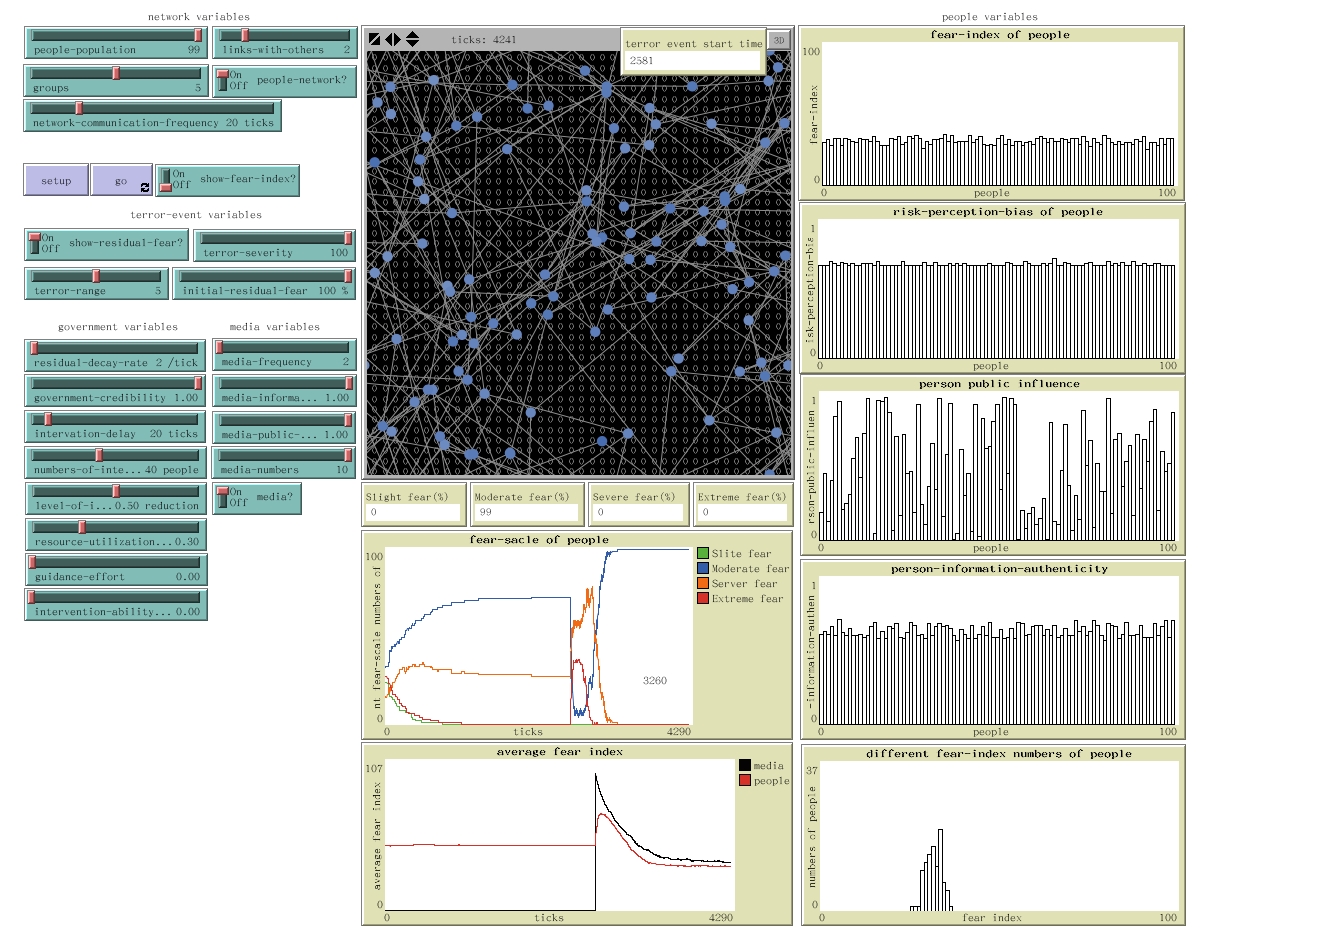 network variables
people-population 99
links-with-others 2
groups 5
On
Off
people-network?
network-communication-frequency 20 ticks
setup
go
On
Off
show-fear-index?
terror-event variables
On
Off
show-residual-fear?
terror-severity 100
terror-range 5
initial-residual-fear 100 %
government variables
media variables
residual-decay-rate 2 /tick
media-frequency 2
government-credibility 1.00
media-informa... 1.00
intervation-delay 20 ticks
media-public-... 1.00
numbers-of-inte... 40 people
media-numbers 10
level-of-i... 0.50 reduction
On
Off
media?
resource-utilization... 0.30
guidance-effort 0.00
intervention-ability... 0.00
ticks: 4241
terror event start time
2581
3D
Slight fear(%)
0
Moderate fear(%)
99
Servere fear(%)
0
Extreme fear(%)
0
fear-sacle of people
100
nt fear-scale numbers of
0
0
ticks
4290
3260
Slite fear
Moderate fear
Server fear
Extreme fear
average fear index
107
average fear index
0
0
ticks
4290
media
people
people variables
fear-index of people
100
fear-index
0
0
people
100
risk-perception-bias of people
1
isk-perception-bia
0
0
people
100
person public influence
1
rson-public-influen
0
0
people
100
person-information-authenticity
1
-information-authen
0
0
people
100
different fear-index numbers of people
37
numbers of people
0
0
fear index
100